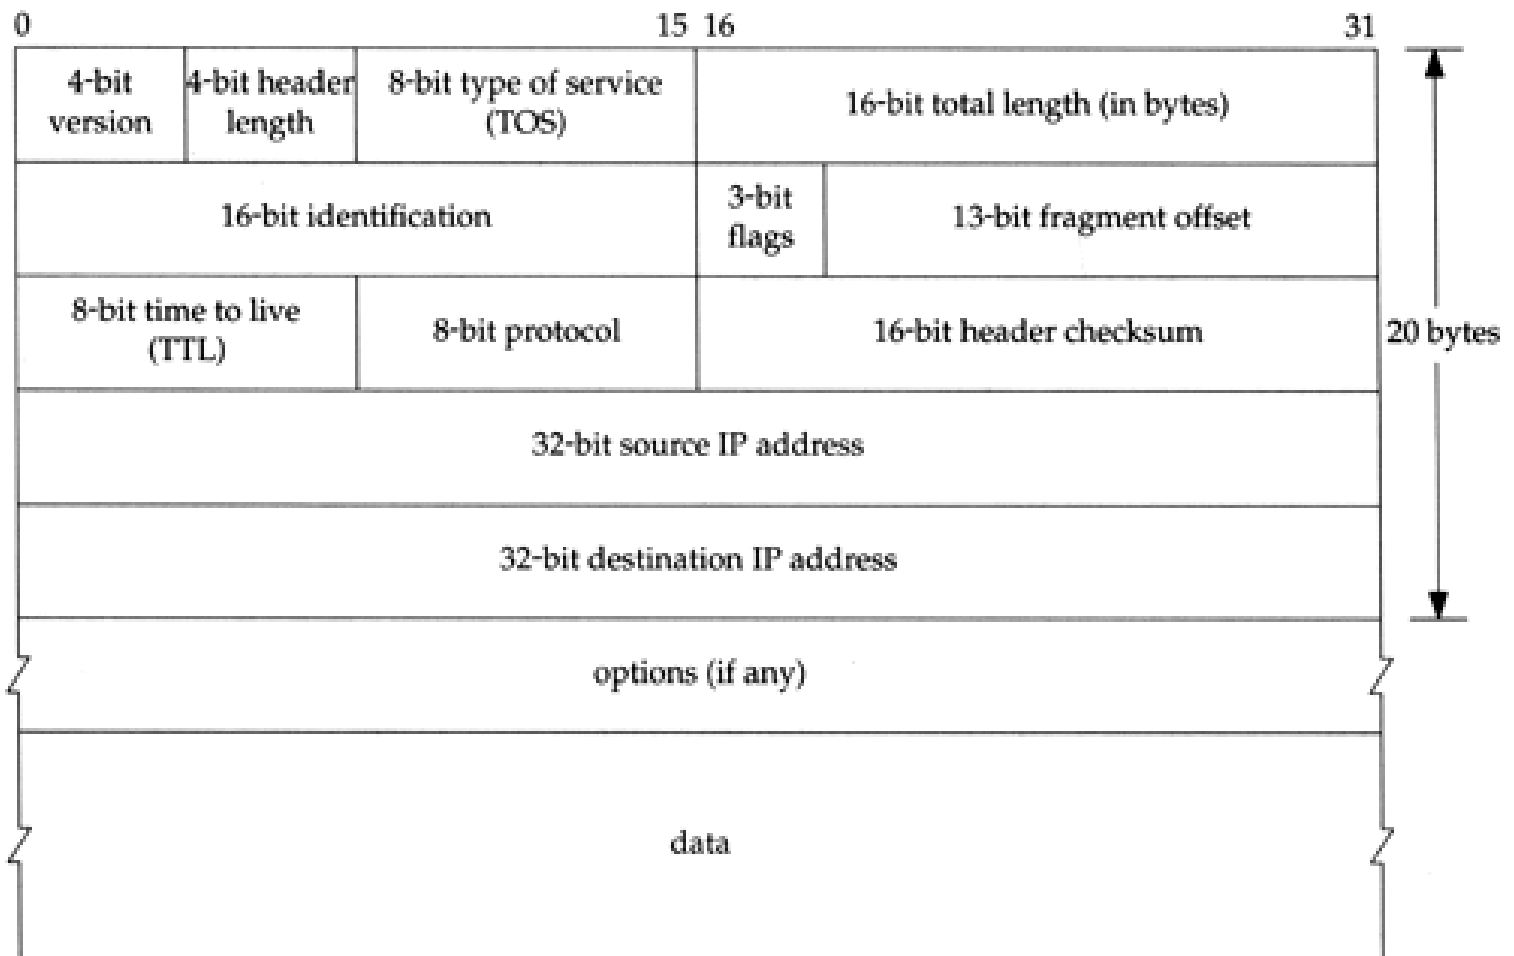 0 15 16 31
4-bit
version
4-bit header
length
8-bit type of service
(TOS)
16-bit total length (in bytes)
16-bit identification
3-bit
flags
13-bit fragment offset
8-bit time to live
(TTL)
8-bit protocol
16-bit header checksum
20 bytes
32-bit source IP address
32-bit destination IP address
options (if any)
data